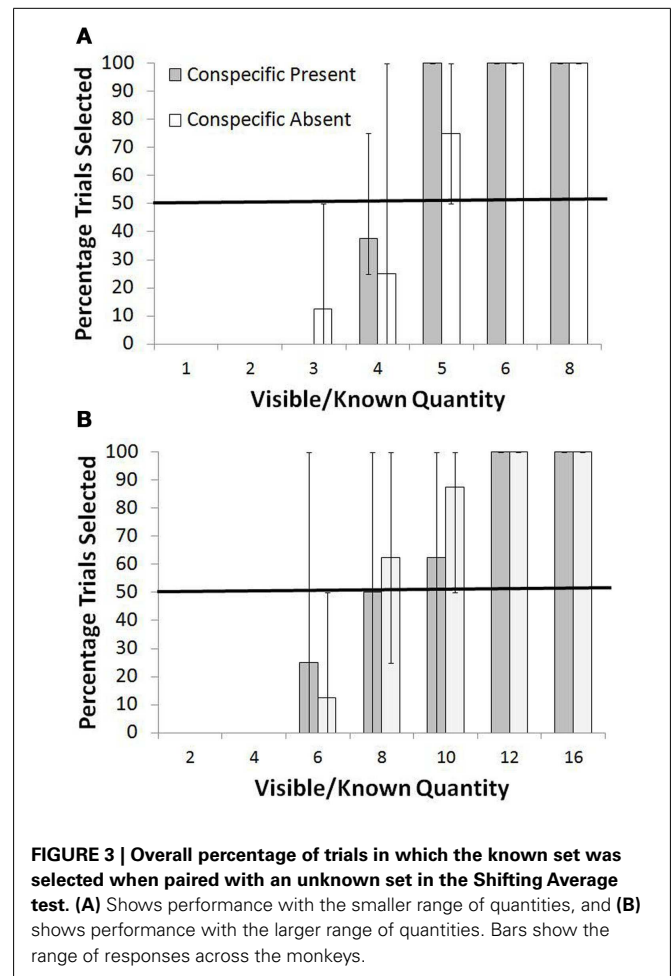 A
Percentage Trials Selected
100
90
80
70
60
50
40
30
20
10
0
Conspecific Present
Conspecific Absent
1 2 3 4 5 6 8
Visible/Known Quantity
B
Percentage Trials Selected
100
90
80
70
60
50
40
30
20
10
0
2 4 6 8 10 12 16
Visible/Known Quantity
FIGURE 3 | Overall percentage of trials in which the known set was
selected when paired with an unknown set in the Shifting Average
test. (A) Shows performance with the smaller range of quantities, and (B)
shows performance with the larger range of quantities. Bars show the
range of responses across the monkeys.